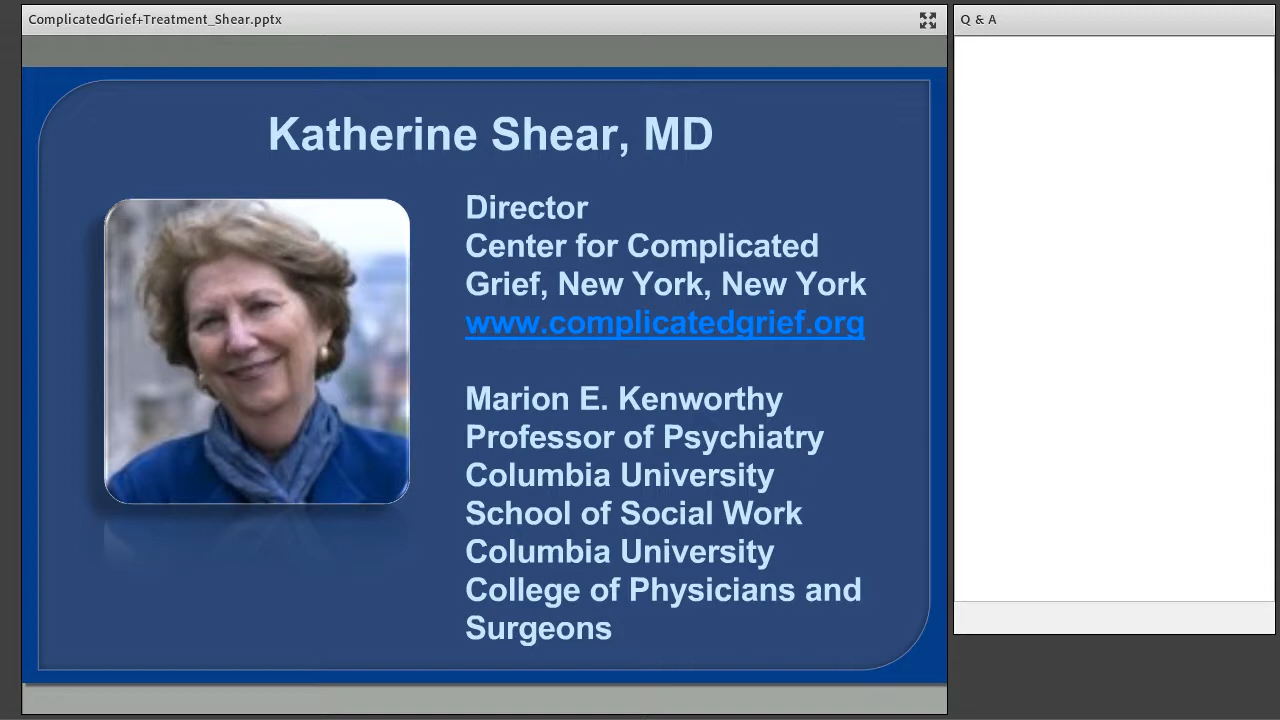 ComplicatedGrief+Treatment_Shear.pptx
Q & A
Katherine Shear, MD
Director
Center for Complicated
Grief, New York, New York
www.complicatedgrief.org
Marion E. Kenworthy
Professor of Psychiatry
Columbia University
School of Social Work
Columbia University
College of Physicians and
Surgeons